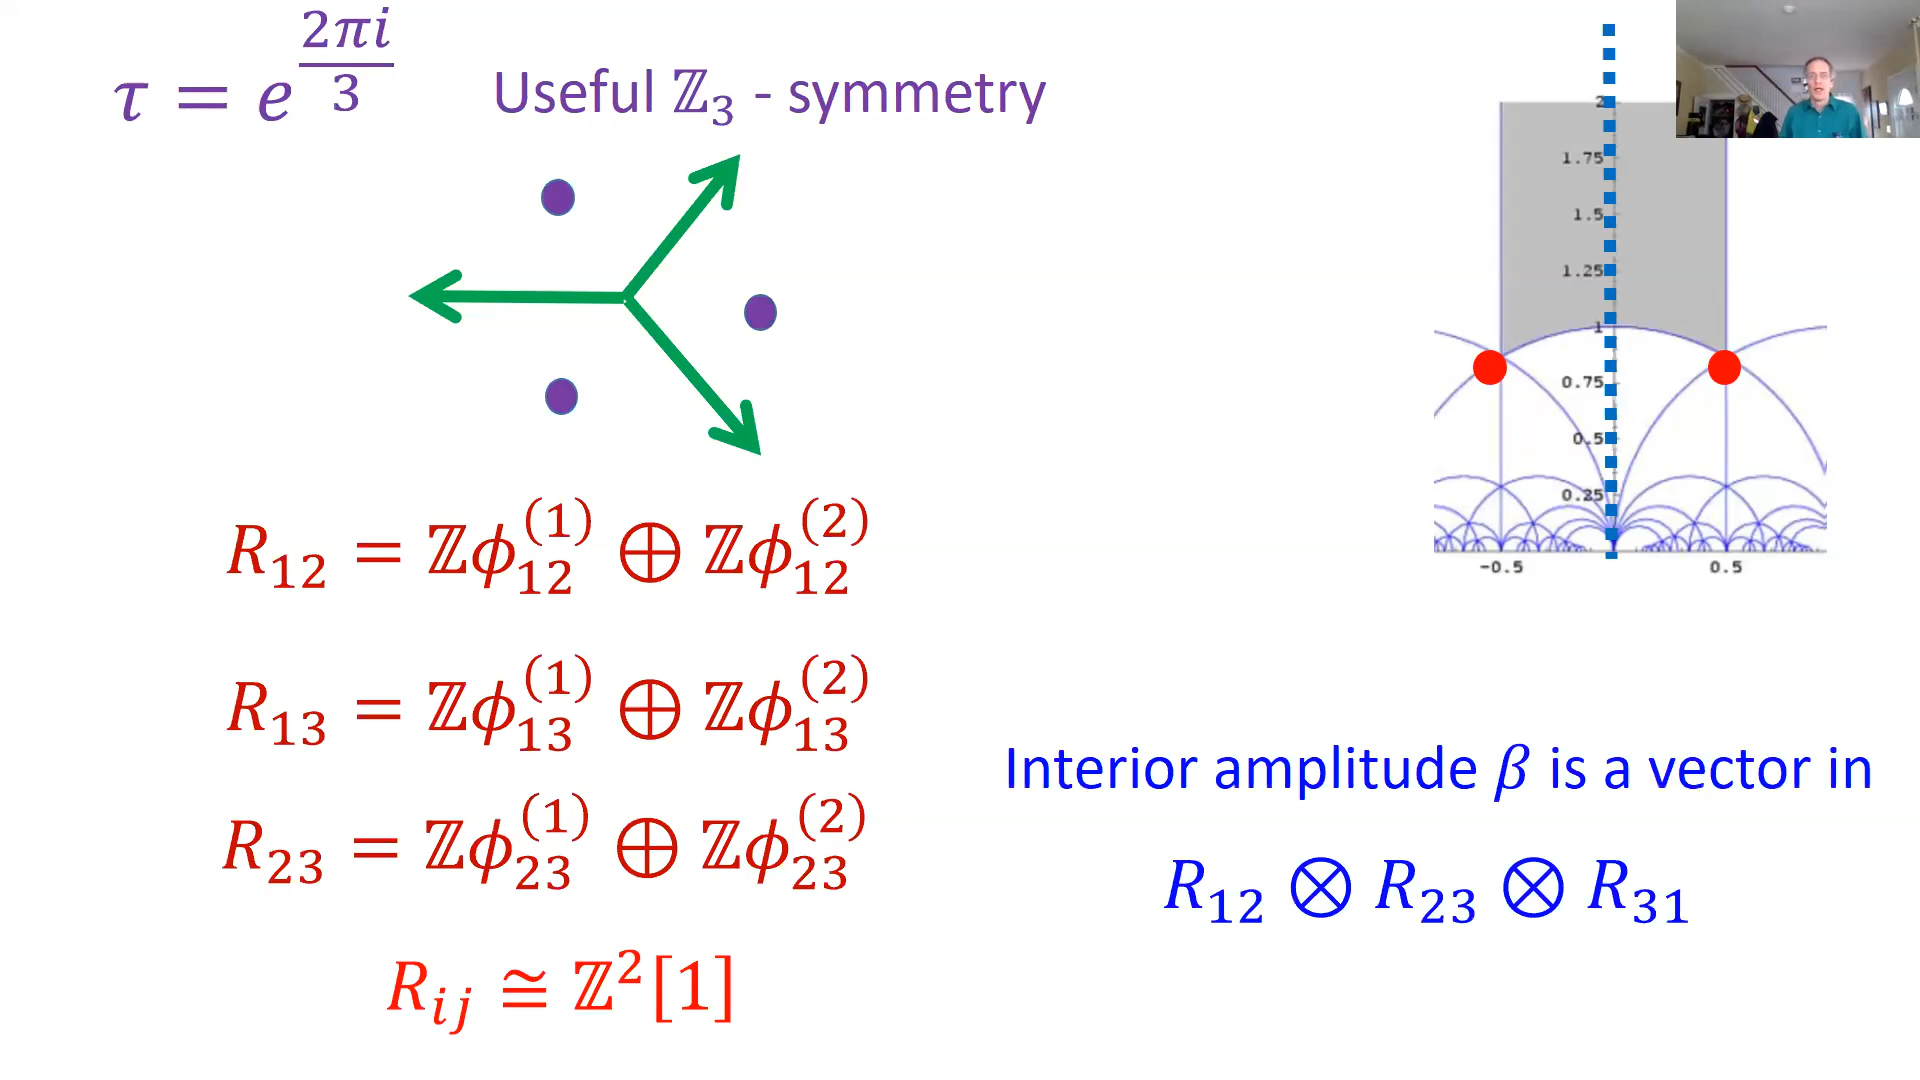 τ = e^{2πi/3}
Useful ℤ₃ - symmetry
R₁₂ = ℤϕ₁₂⁽¹⁾ ⊕ ℤϕ₁₂⁽²⁾
R₁₃ = ℤϕ₁₃⁽¹⁾ ⊕ ℤϕ₁₃⁽²⁾
R₂₃ = ℤϕ₂₃⁽¹⁾ ⊕ ℤϕ₂₃⁽²⁾
R_{ij} ≅ ℤ²[1]
2
1.75
1.5
1.25
1
0.75
0.5
0.25
-0.5 0.5
Interior amplitude β is a vector in
R₁₂ ⊗ R₂₃ ⊗ R₃₁